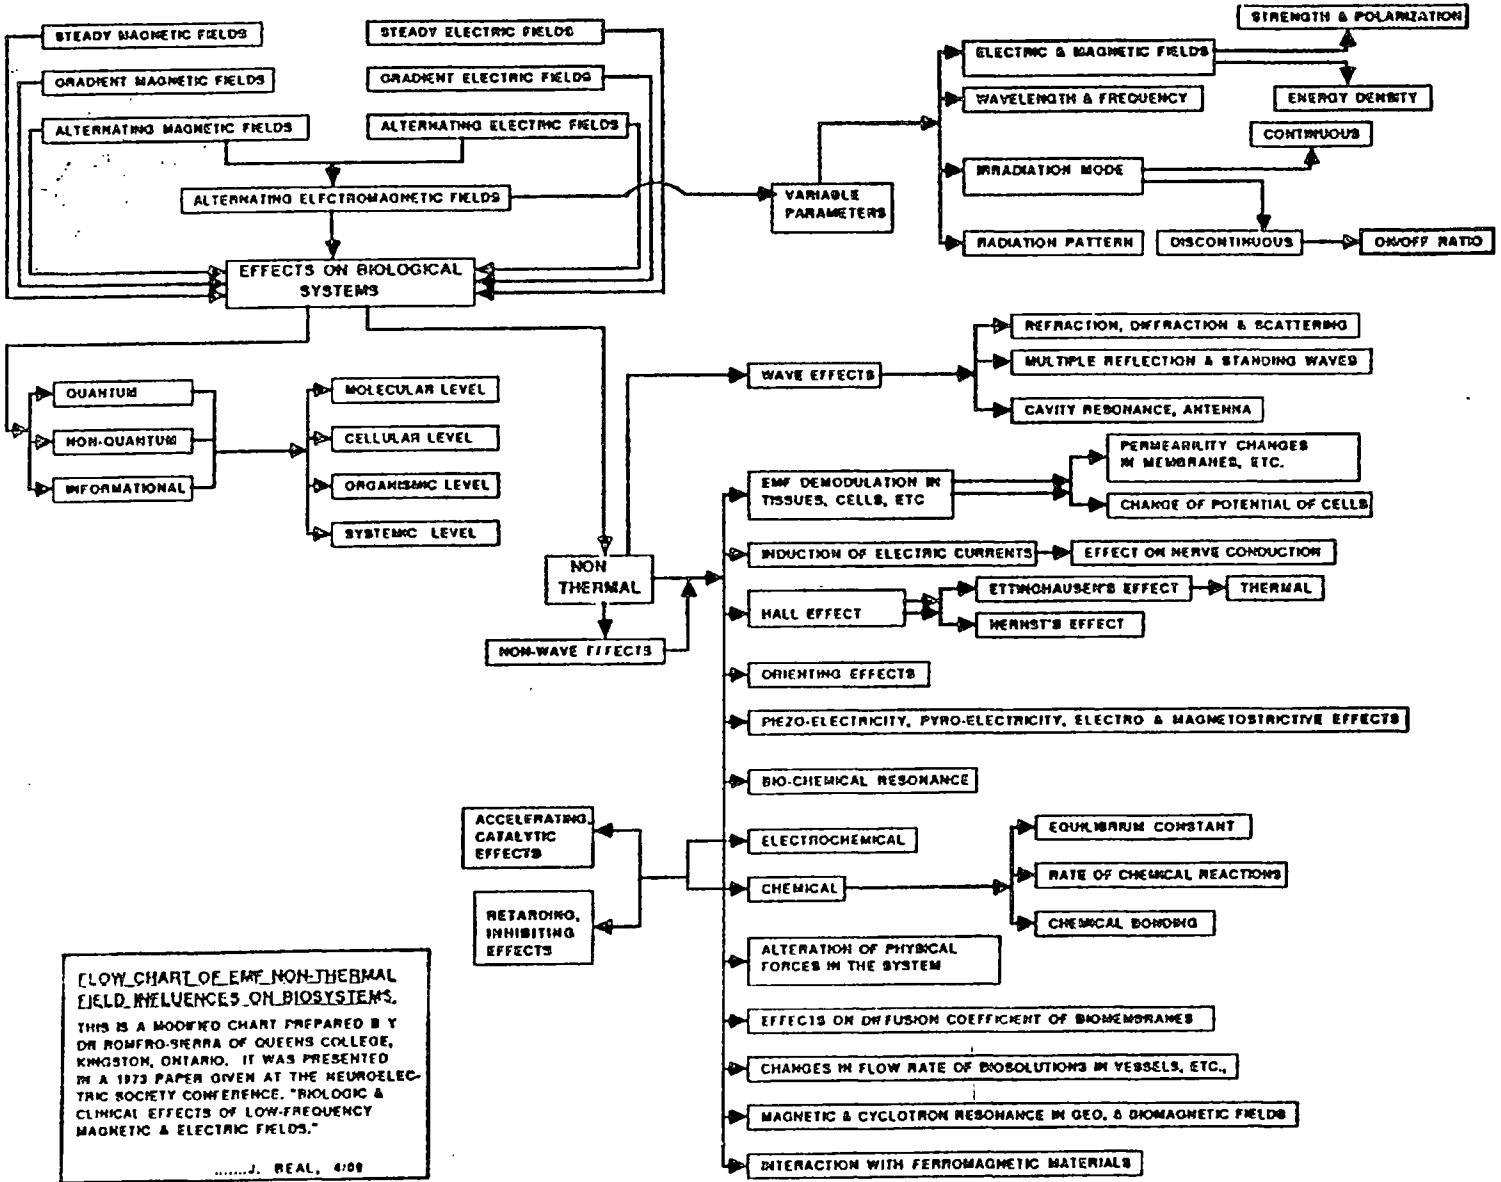 STEADY MAGNETIC FIELDS
GRADIENT MAGNETIC FIELDS
ALTERNATING MAGNETIC FIELDS
STEADY ELECTRIC FIELDS
GRADIENT ELECTRIC FIELDS
ALTERNATING ELECTRIC FIELDS
ALTERNATING ELECTROMAGNETIC FIELDS
EFFECTS ON BIOLOGICAL
SYSTEMS
VARIABLE
PARAMETERS
ELECTRIC & MAGNETIC FIELDS
STRENGTH & POLARIZATION
ENERGY DENSITY
WAVELENGTH & FREQUENCY
IRRADIATION MODE
CONTINUOUS
DISCONTINUOUS
ON/OFF RATIO
RADIATION PATTERN
QUANTUM
NON-QUANTUM
INFORMATIONAL
MOLECULAR LEVEL
CELLULAR LEVEL
ORGANISMIC LEVEL
SYSTEMIC LEVEL
NON
THERMAL
NON-WAVE EFFECTS
WAVE EFFECTS
REFRACTION, DIFFRACTION & SCATTERING
MULTIPLE REFLECTION & STANDING WAVES
CAVITY RESONANCE, ANTENNA
EMF DEMODULATION IN
TISSUES, CELLS, ETC
PERMEABILITY CHANGES
IN MEMBRANES, ETC.
CHANGE OF POTENTIAL OF CELLS
INDUCTION OF ELECTRIC CURRENTS
EFFECT ON NERVE CONDUCTION
HALL EFFECT
ETTINGHAUSER'S EFFECT
THERMAL
NERNST'S EFFECT
ORIENTING EFFECTS
PIEZO-ELECTRICITY, PYRO-ELECTRICITY, ELECTRO & MAGNETOSTRICTIVE EFFECTS
BIO-CHEMICAL RESONANCE
ELECTROCHEMICAL
CHEMICAL
ACCELERATING,
CATALYTIC
EFFECTS
RETARDING,
INHIBITING
EFFECTS
EQUILIBRIUM CONSTANT
RATE OF CHEMICAL REACTIONS
CHEMICAL BONDING
ALTERATION OF PHYSICAL
FORCES IN THE SYSTEM
EFFECTS ON DIFFUSION COEFFICIENT OF BIOMEMBRANES
CHANGES IN FLOW RATE OF BIOSOLUTIONS IN VESSELS, ETC.,
MAGNETIC & CYCLOTRON RESONANCE IN GEO, & BIOMAGNETIC FIELDS
INTERACTION WITH FERROMAGNETIC MATERIALS
FLOW CHART OF EMF NON-THERMAL
FIELD INFLUENCES ON BIOSYSTEMS.
THIS IS A MODIFIED CHART PREPARED B Y
DR ROMERO-SIERRA OF QUEENS COLLEGE,
KINGSTON, ONTARIO. IT WAS PRESENTED
IN A 1973 PAPER GIVEN AT THE NEUROELEC-
TRIC SOCIETY CONFERENCE. "BIOLOGIC &
CLINICAL EFFECTS OF LOW-FREQUENCY
MAGNETIC & ELECTRIC FIELDS."
.......J. REAL,